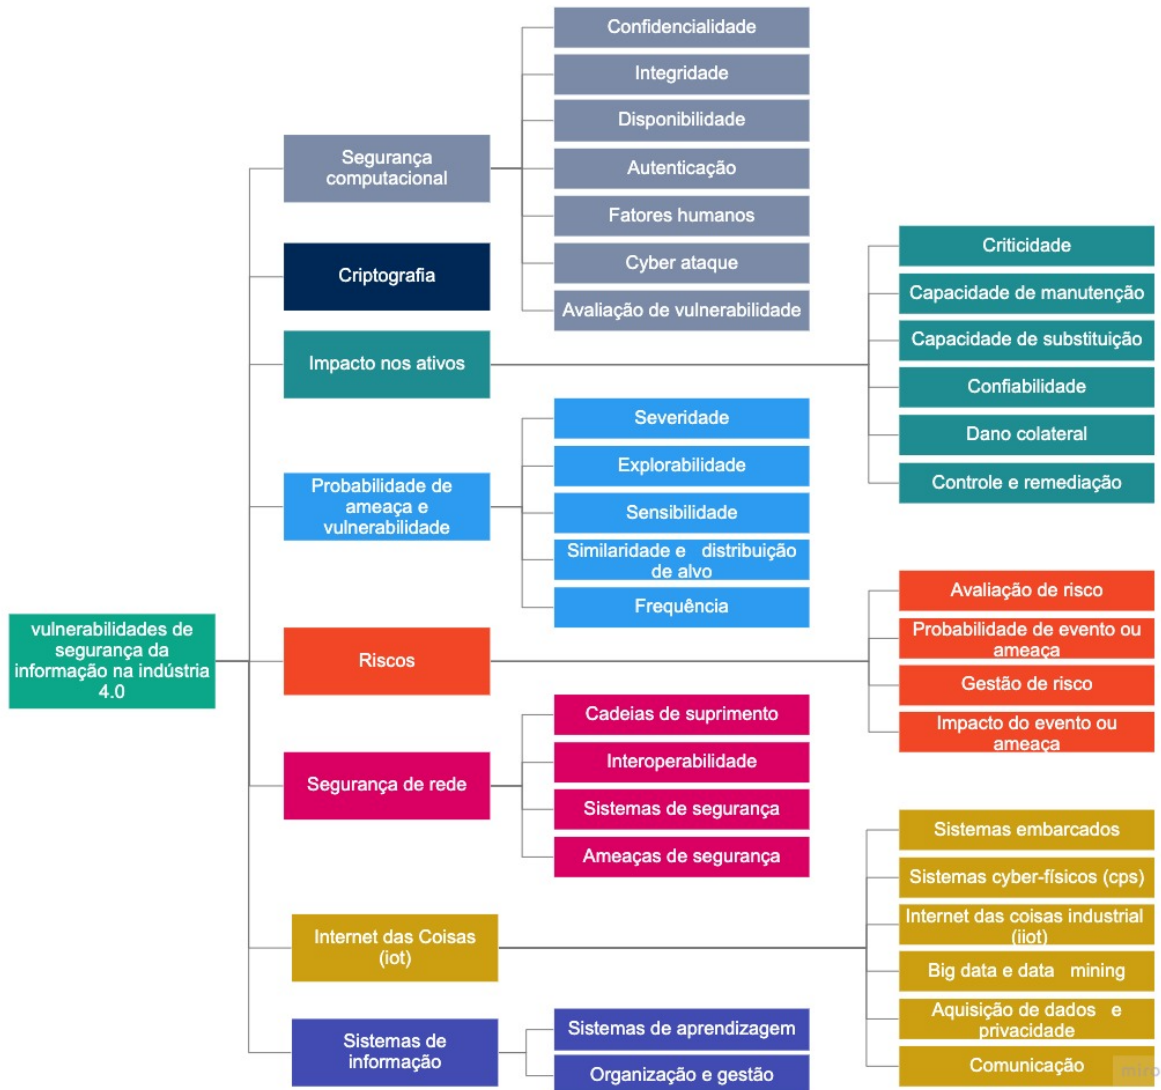 vulnerabilidades de
segurança da
informação na indústria
4.0
Segurança
computacional
Confidencialidade
Integridade
Disponibilidade
Autenticação
Fatores humanos
Cyber ataque
Avaliação de vulnerabilidade
Criptografia
Impacto nos ativos
Criticidade
Capacidade de manutenção
Capacidade de substituição
Confiabilidade
Dano colateral
Controle e remediação
Probabilidade de
ameaça e
vulnerabilidade
Severidade
Explorabilidade
Sensibilidade
Similaridade e distribuição
de alvo
Frequência
Riscos
Avaliação de risco
Probabilidade de evento ou
ameaça
Gestão de risco
Impacto do evento ou
ameaça
Segurança de rede
Cadeias de suprimento
Interoperabilidade
Sistemas de segurança
Ameaças de segurança
Internet das Coisas
(iot)
Sistemas embarcados
Sistemas cyber-físicos (cps)
Internet das coisas industrial
(iiot)
Big data e data mining
Aquisição de dados e
privacidade
Comunicação
Sistemas de
informação
Sistemas de aprendizagem
Organização e gestão
miro